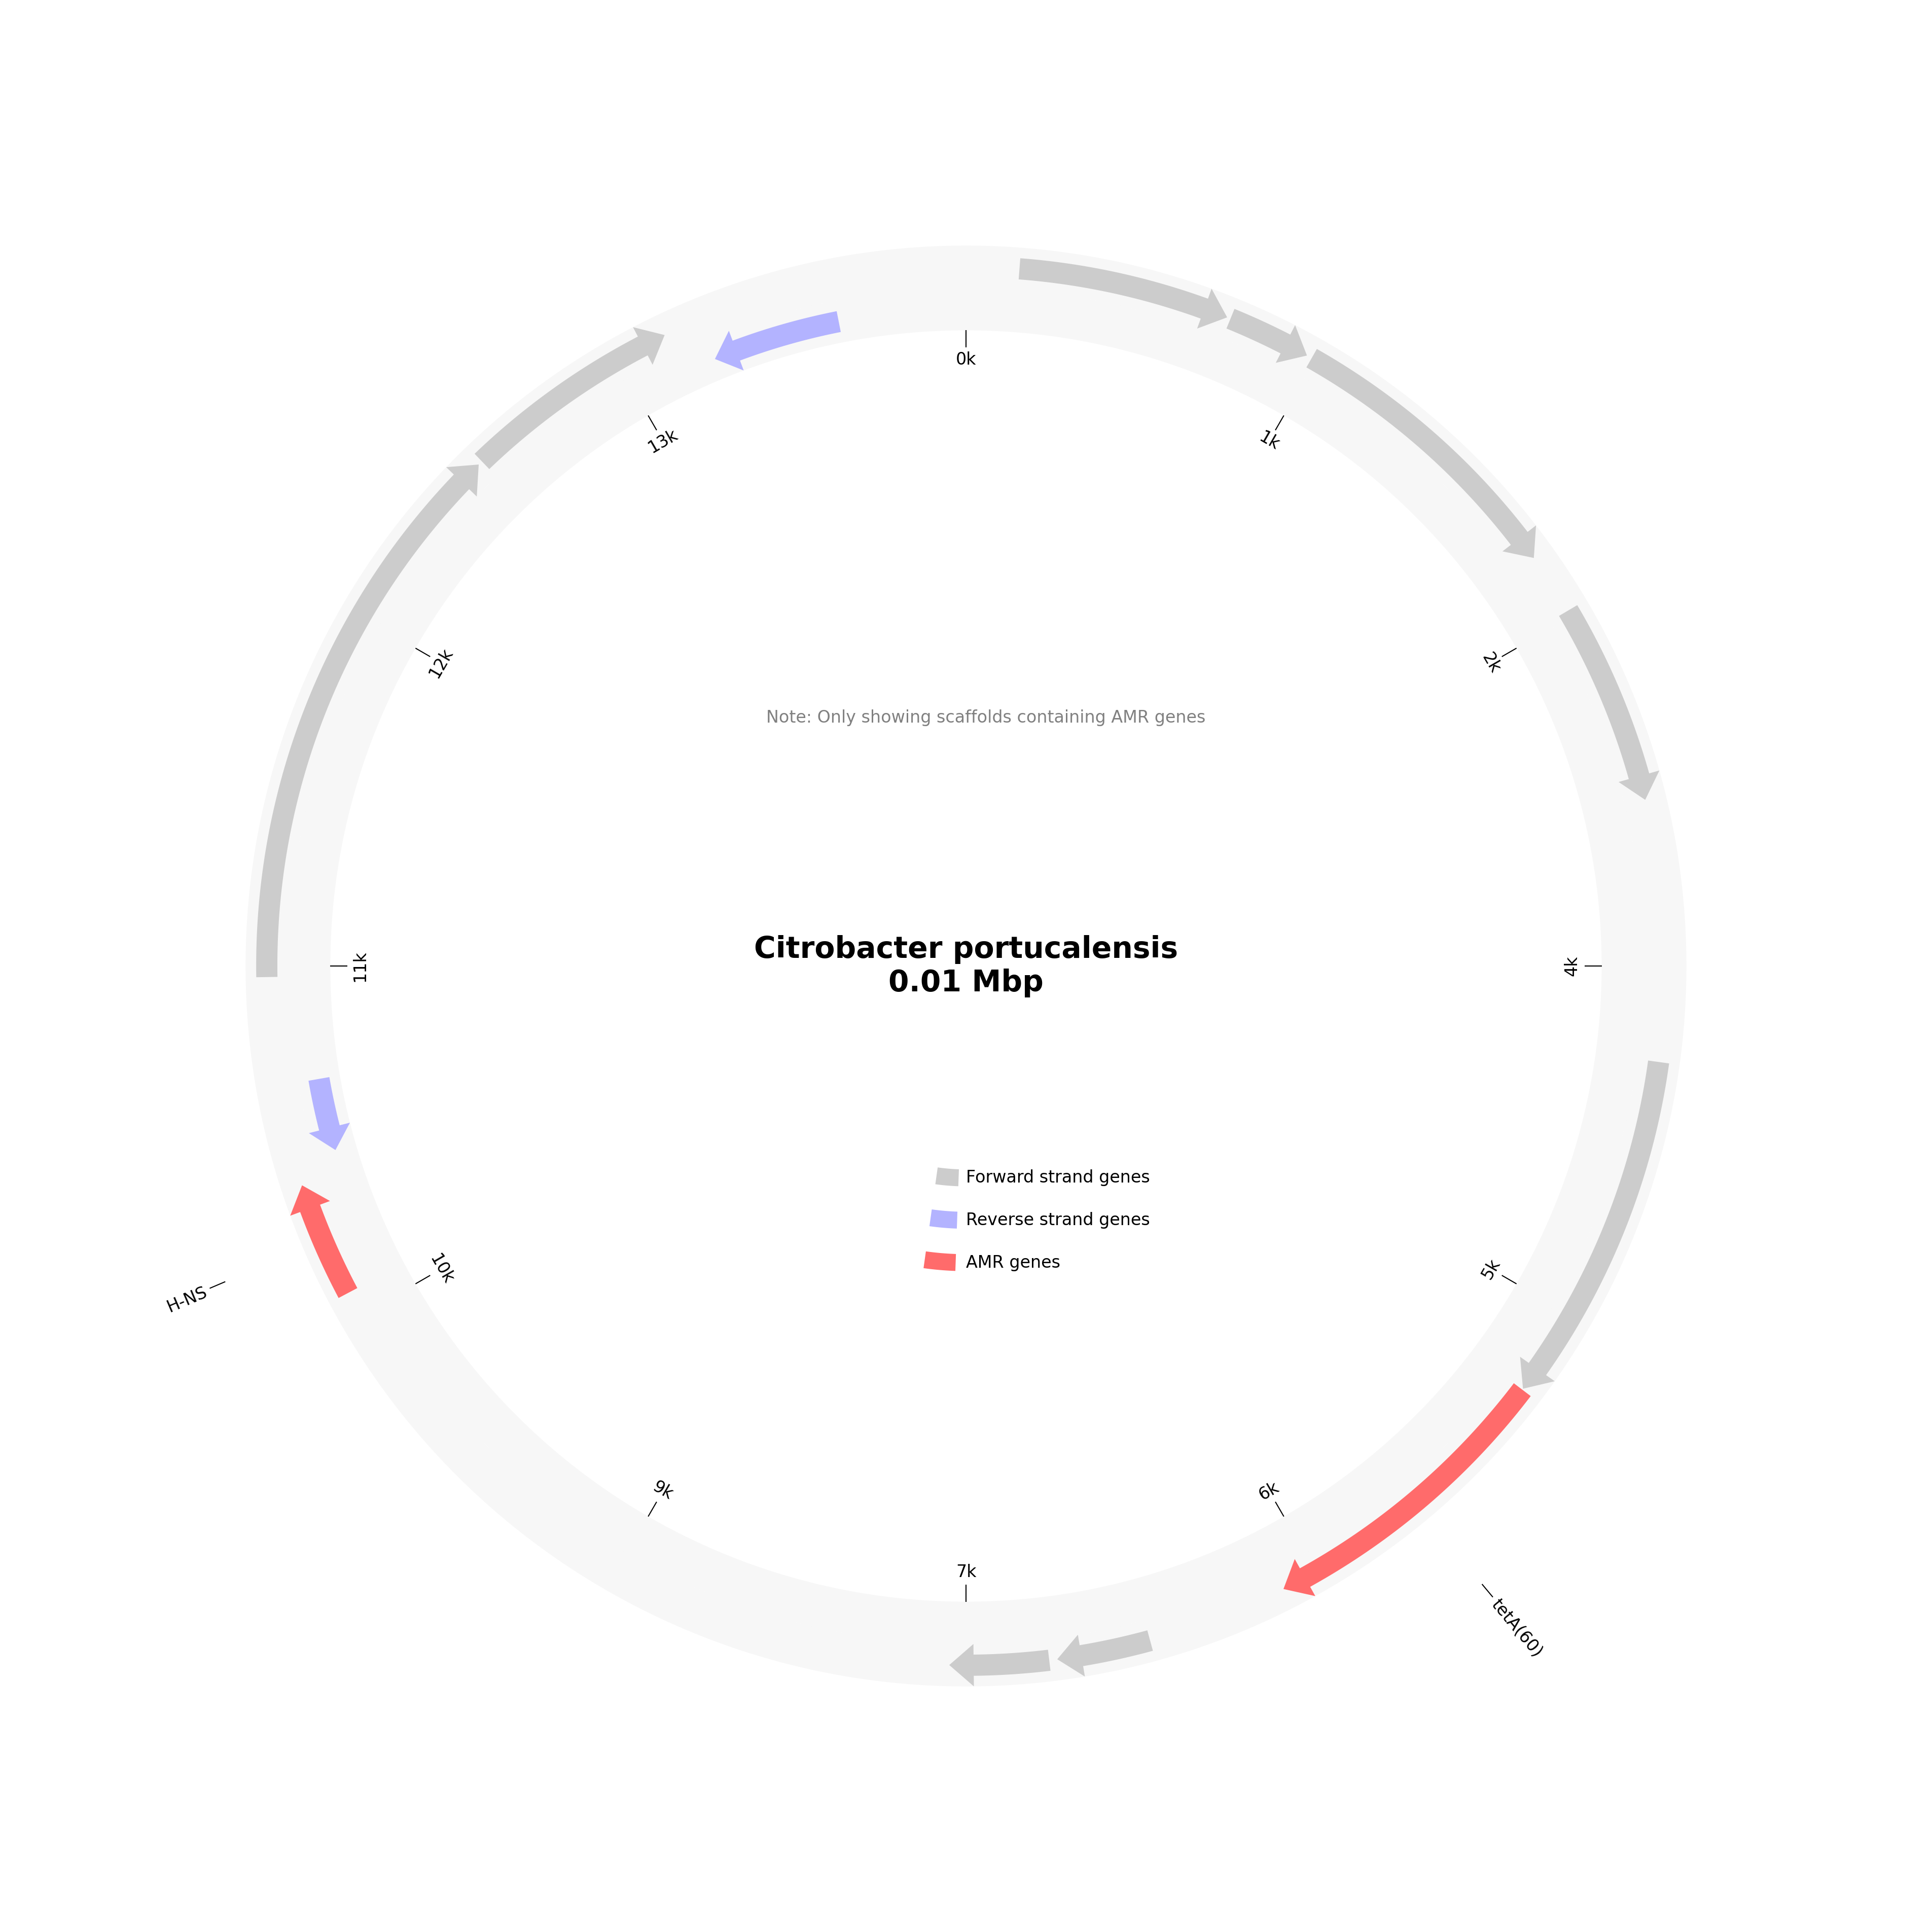 0k
1k
2k
4k
5k
6k
7k
9k
10k
11k
12k
13k
Note: Only showing scaffolds containing AMR genes
Citrobacter portucalensis
0.01 Mbp
Forward strand genes
Reverse strand genes
AMR genes
H-NS
tetA(60)